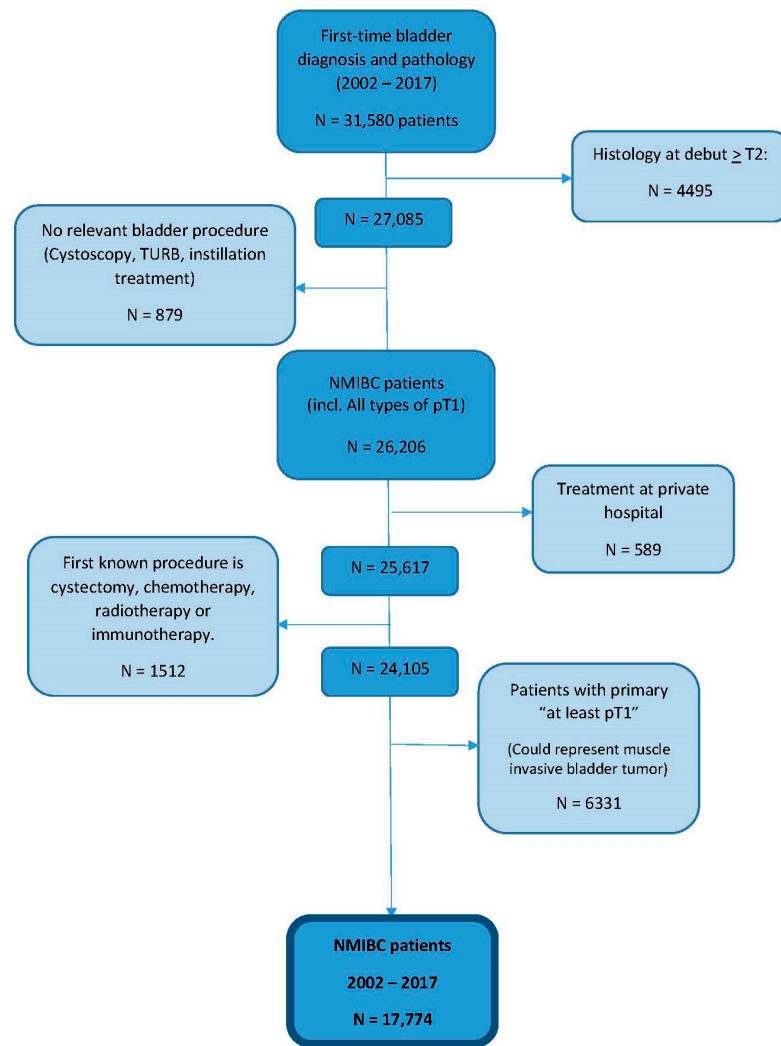 First-time bladder
diagnosis and pathology
(2002 – 2017)
N = 31,580 patients
Histology at debut ≥ T2:
N = 4495
N = 27,085
No relevant bladder procedure
(Cystoscopy, TURB, instillation
treatment)
N = 879
NMIBC patients
(incl. All types of pT1)
N = 26,206
Treatment at private
hospital
N = 589
N = 25,617
First known procedure is
cystectomy, chemotherapy,
radiotherapy or
immunotherapy.
N = 1512
N = 24,105
Patients with primary
“at least pT1”
(Could represent muscle
invasive bladder tumor)
N = 6331
NMIBC patients
2002 – 2017
N = 17,774